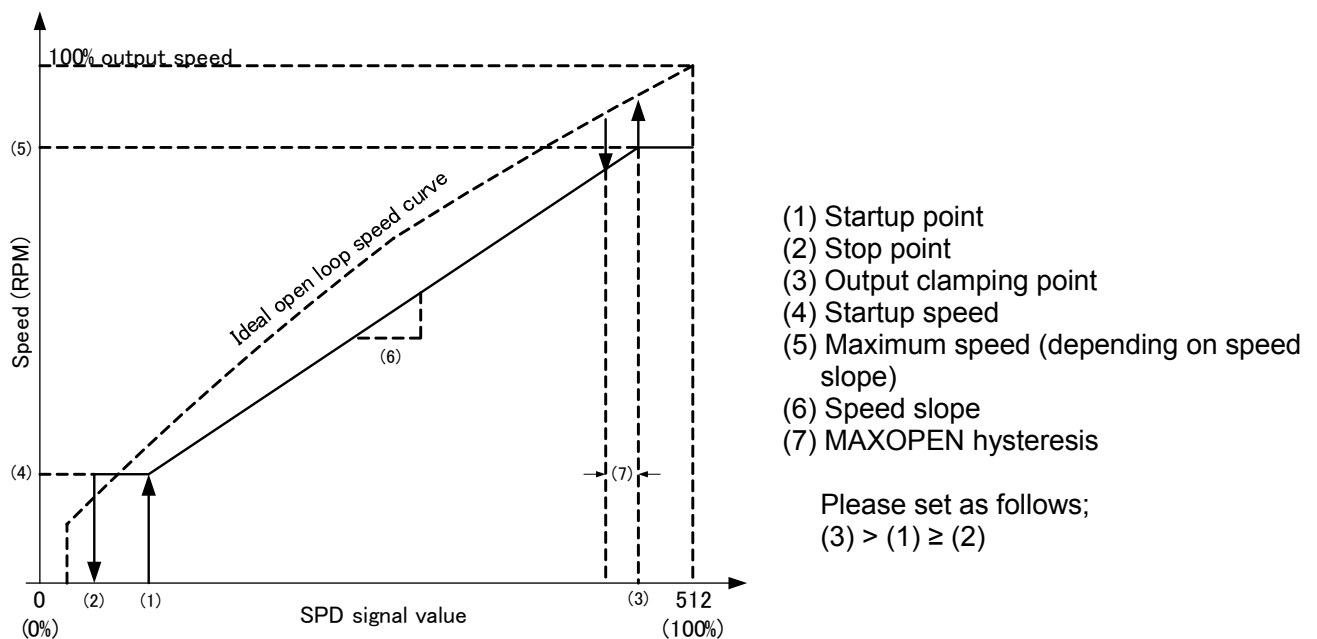 100% output speed
(5)
Ideal open loop speed curve
Speed (RPM)
(6)
(4)
(7)
0
(2)
(1)
SPD signal value
(3)
512
(0%)
(100%)
(1) Startup point
(2) Stop point
(3) Output clamping point
(4) Startup speed
(5) Maximum speed (depending on speed
slope)
(6) Speed slope
(7) MAXOPEN hysteresis
Please set as follows;
(3) > (1) ≥ (2)